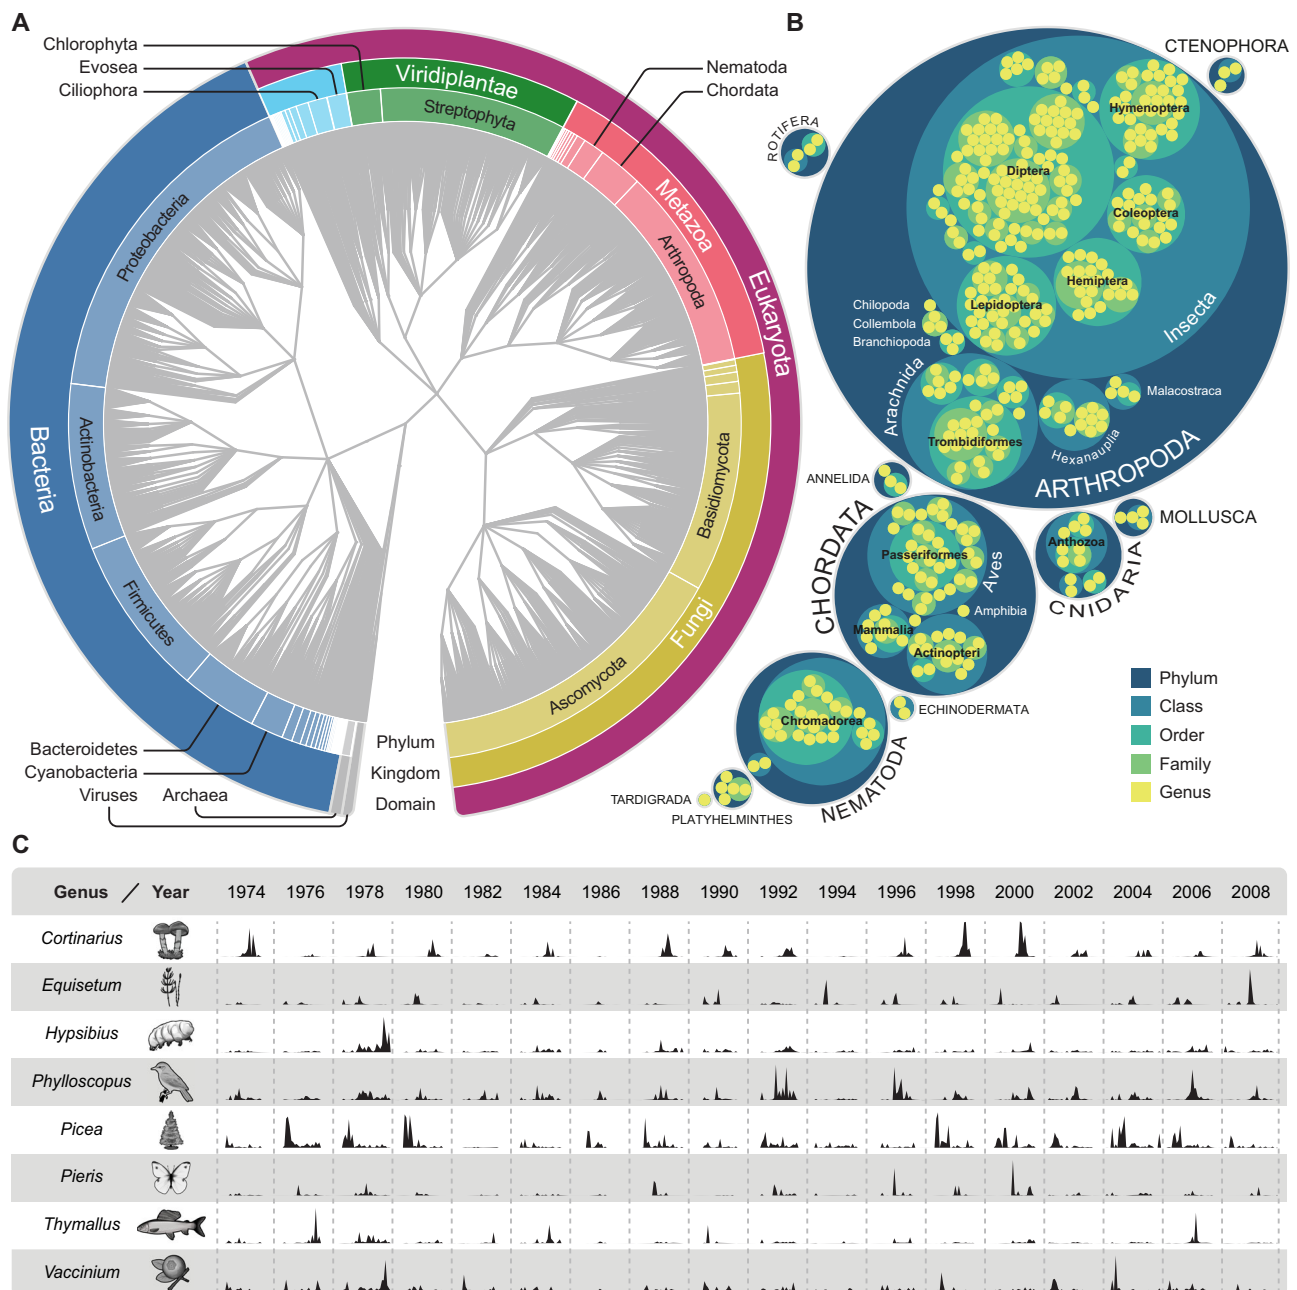 A
Chlorophyta
Evosea
Ciliophora
Viridiplantae
Streptophyta
Nematoda
Chordata
Metazoa
Arthropoda
Eukaryota
Proteobacteria
Actinobacteria
Bacteria
Firmicutes
Basidiomycota
Fungi
Ascomycota
Bacteroidetes
Cyanobacteria
Viruses
Archaea
Phylum
Kingdom
Domain
B
CTENOPHORA
ROTIFERA
Hymenoptera
Diptera
Coleoptera
Hemiptera
Lepidoptera
Insecta
Chilopoda
Collembola
Branchiopoda
Arachnida
Trombidiformes
Malacostraca
Hexanauplia
ARTHROPODA
ANNELIDA
MOLLUSCA
CHORDATA
Passeriformes
Aves
Anthozoa
CNIDARIA
Amphibia
Mammalia
Actinopteri
Chromadorea
ECHINODERMATA
NEMATODA
TARDIGRADA
PLATYHELMINTHES
Phylum
Class
Order
Family
Genus
C
Genus / Year 1974 1976 1978 1980 1982 1984 1986 1988 1990 1992 1994 1996 1998 2000 2002 2004 2006 2008
Cortinarius
Equisetum
Hypsibius
Phylloscopus
Picea
Pieris
Thymallus
Vaccinium